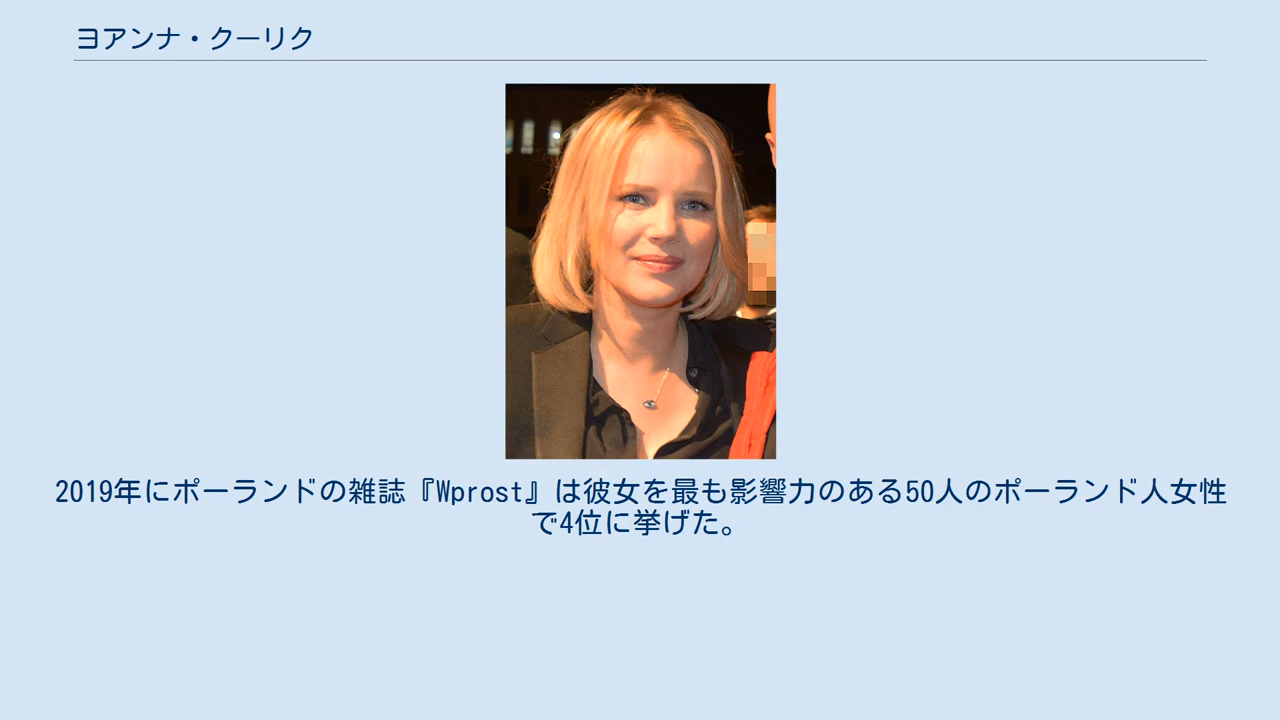 ヨアンナ・クーリク
2019年にポーランドの雑誌『Wprost』は彼女を最も影響力のある50人のポーランド人女性
で4位に挙げた。